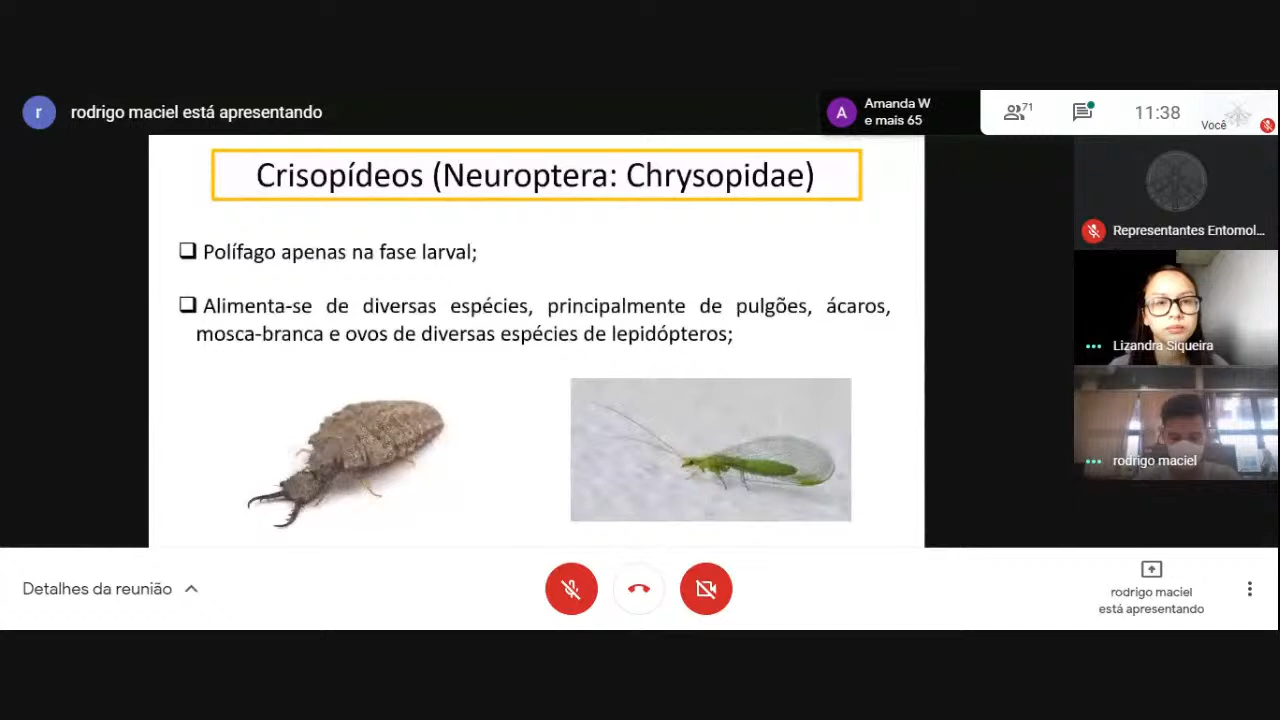 r
rodrigo maciel está apresentando
A
Amanda W
e mais 65
71
11:38
Você
Crisopídeos (Neuroptera: Chrysopidae)
Polífago apenas na fase larval;
Alimenta-se de diversas espécies, principalmente de pulgões, ácaros,
mosca-branca e ovos de diversas espécies de lepidópteros;
Representantes Entomol...
Lizandra Siqueira
rodrigo maciel
Detalhes da reunião
rodrigo maciel
está apresentando